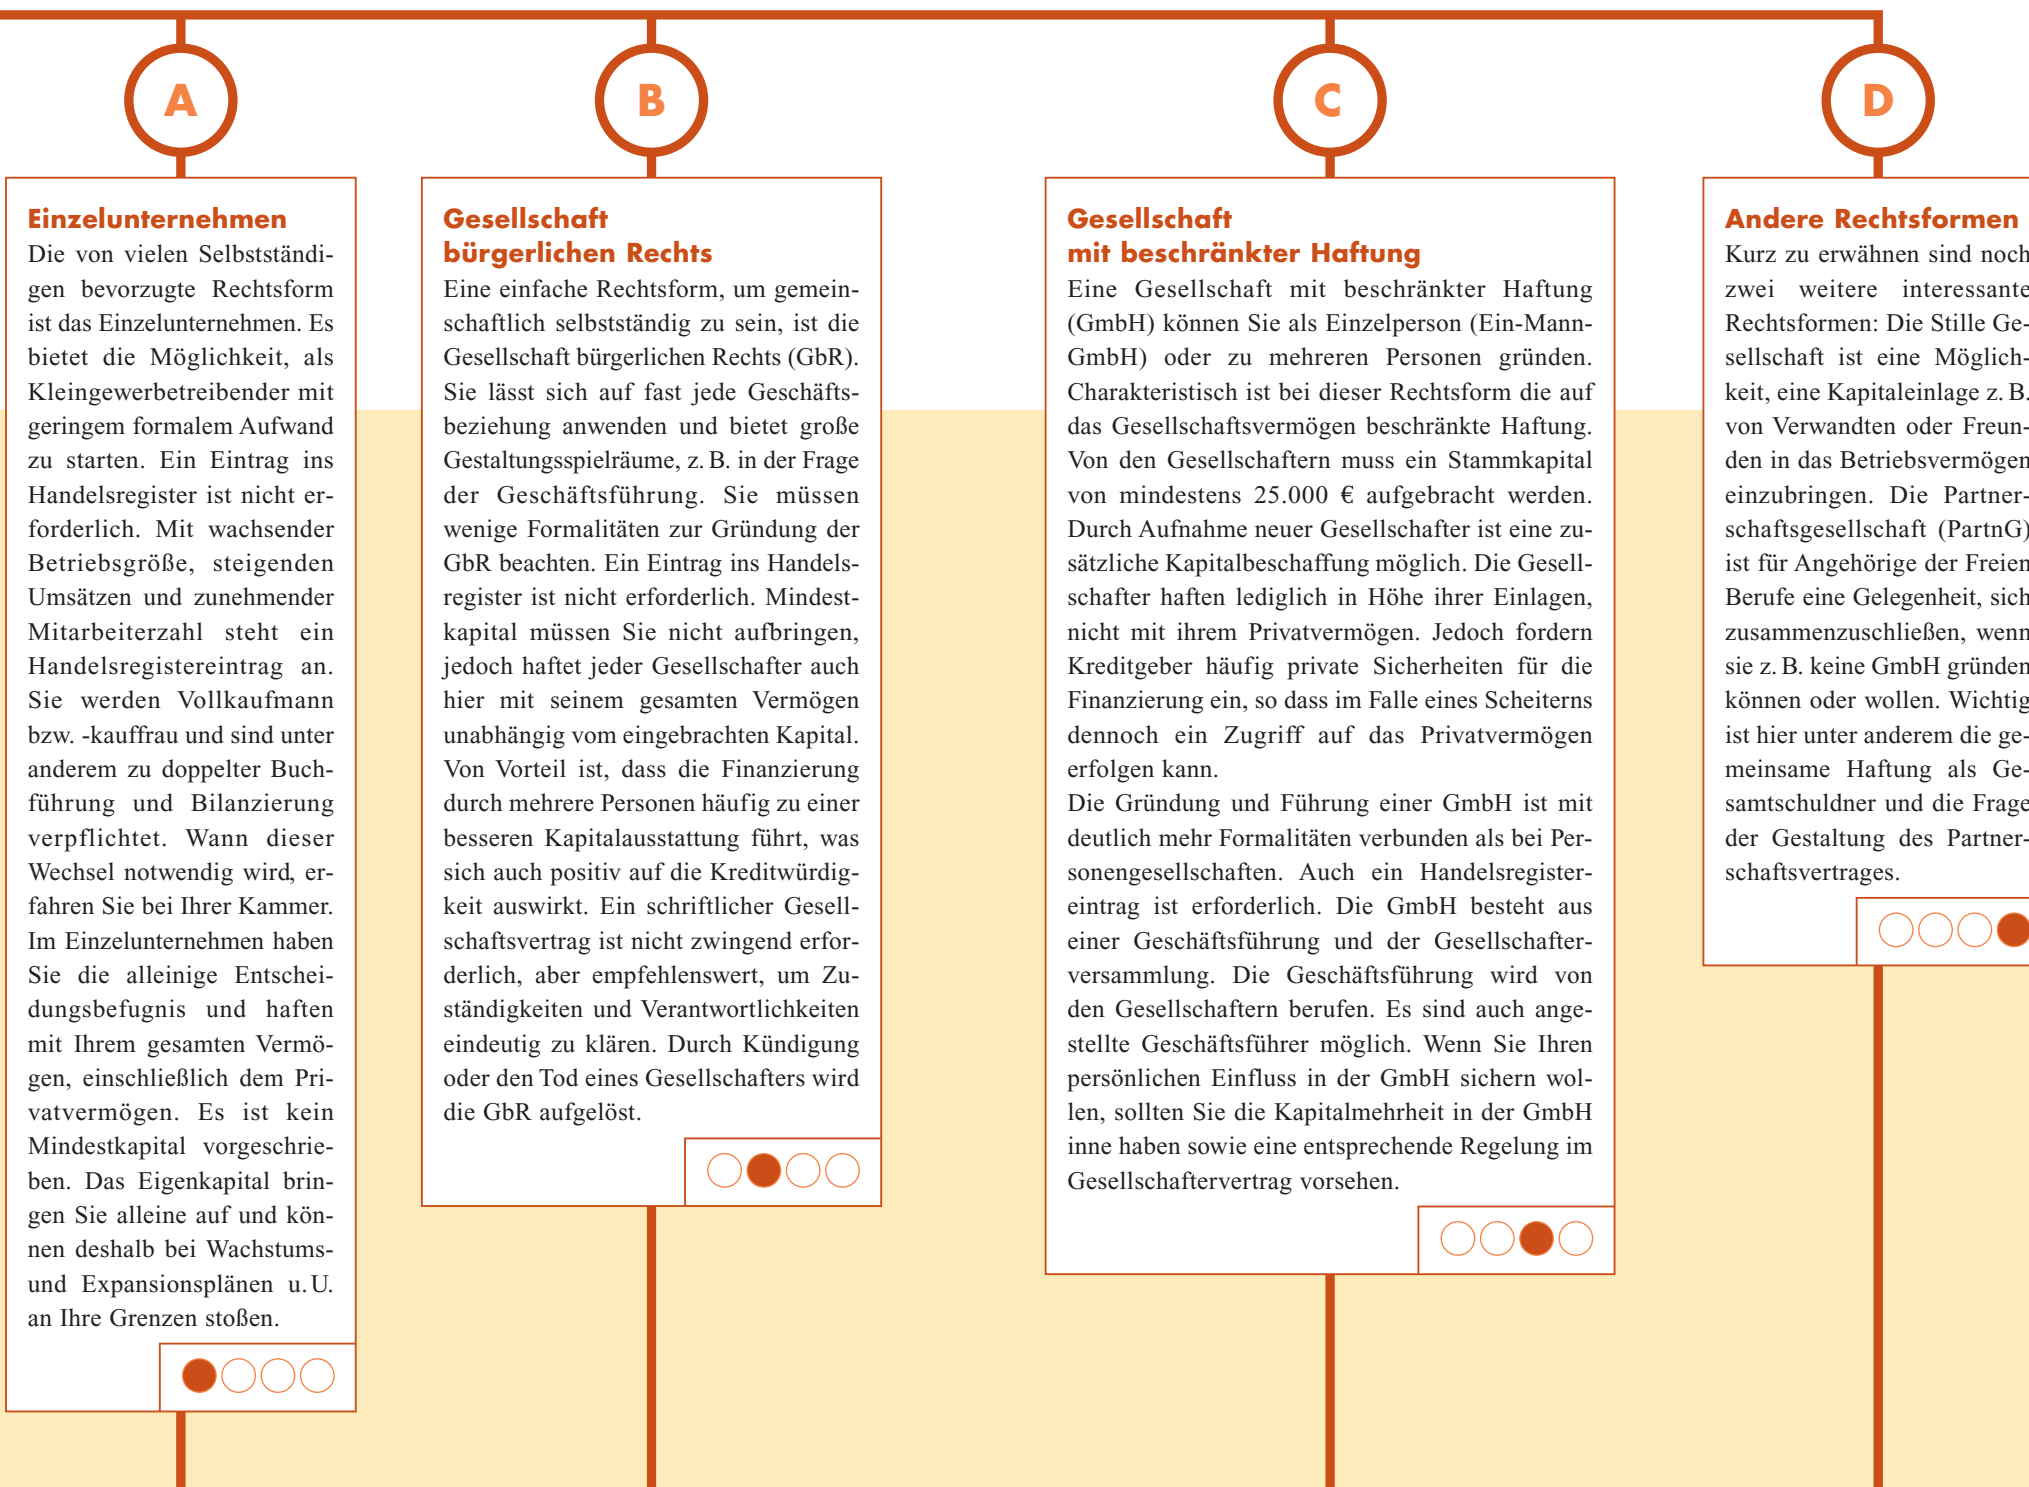 A
Einzelunternehmen
Die von vielen Selbstständi-
gen bevorzugte Rechtsform
ist das Einzelunternehmen. Es
bietet die Möglichkeit, als
Kleingewerbetreibender mit
geringem formalem Aufwand
zu starten. Ein Eintrag ins
Handelsregister ist nicht er-
forderlich. Mit wachsender
Betriebsgröße, steigenden
Umsätzen und zunehmender
Mitarbeiterzahl steht ein
Handelsregistereintrag an.
Sie werden Vollkaufmann
bzw. -kauffrau und sind unter
anderem zu doppelter Buch-
führung und Bilanzierung
verpflichtet. Wann dieser
Wechsel notwendig wird, er-
fahren Sie bei Ihrer Kammer.
Im Einzelunternehmen haben
Sie die alleinige Entschei-
dungsbefugnis und haften
mit Ihrem gesamten Vermö-
gen, einschließlich dem Pri-
vatvermögen. Es ist kein
Mindestkapital vorgeschrie-
ben. Das Eigenkapital brin-
gen Sie alleine auf und kön-
nen deshalb bei Wachstums-
und Expansionsplänen u. U.
an Ihre Grenzen stoßen.
B
Gesellschaft
bürgerlichen Rechts
Eine einfache Rechtsform, um gemein-
schaftlich selbstständig zu sein, ist die
Gesellschaft bürgerlichen Rechts (GbR).
Sie lässt sich auf fast jede Geschäfts-
beziehung anwenden und bietet große
Gestaltungsspielräume, z. B. in der Frage
der Geschäftsführung. Sie müssen
wenige Formalitäten zur Gründung der
GbR beachten. Ein Eintrag ins Handels-
register ist nicht erforderlich. Mindest-
kapital müssen Sie nicht aufbringen,
jedoch haftet jeder Gesellschafter auch
hier mit seinem gesamten Vermögen
unabhängig vom eingebrachten Kapital.
Von Vorteil ist, dass die Finanzierung
durch mehrere Personen häufig zu einer
besseren Kapitalausstattung führt, was
sich auch positiv auf die Kreditwürdig-
keit auswirkt. Ein schriftlicher Gesell-
schaftsvertrag ist nicht zwingend erfor-
derlich, aber empfehlenswert, um Zu-
ständigkeiten und Verantwortlichkeiten
eindeutig zu klären. Durch Kündigung
oder den Tod eines Gesellschafters wird
die GbR aufgelöst.
C
Gesellschaft
mit beschränkter Haftung
Eine Gesellschaft mit beschränkter Haftung
(GmbH) können Sie als Einzelperson (Ein-Mann-
GmbH) oder zu mehreren Personen gründen.
Charakteristisch ist bei dieser Rechtsform die auf
das Gesellschaftsvermögen beschränkte Haftung.
Von den Gesellschaftern muss ein Stammkapital
von mindestens 25.000 € aufgebracht werden.
Durch Aufnahme neuer Gesellschafter ist eine zu-
sätzliche Kapitalbeschaffung möglich. Die Gesell-
schafter haften lediglich in Höhe ihrer Einlagen,
nicht mit ihrem Privatvermögen. Jedoch fordern
Kreditgeber häufig private Sicherheiten für die
Finanzierung ein, so dass im Falle eines Scheiterns
dennoch ein Zugriff auf das Privatvermögen
erfolgen kann.
Die Gründung und Führung einer GmbH ist mit
deutlich mehr Formalitäten verbunden als bei Per-
sonengesellschaften. Auch ein Handelsregister-
eintrag ist erforderlich. Die GmbH besteht aus
einer Geschäftsführung und der Gesellschafter-
versammlung. Die Geschäftsführung wird von
den Gesellschaftern berufen. Es sind auch ange-
stellte Geschäftsführer möglich. Wenn Sie Ihren
persönlichen Einfluss in der GmbH sichern wol-
len, sollten Sie die Kapitalmehrheit in der GmbH
inne haben sowie eine entsprechende Regelung im
Gesellschaftervertrag vorsehen.
D
Andere Rechtsformen
Kurz zu erwähnen sind noch
zwei weitere interessante
Rechtsformen: Die Stille Ge-
sellschaft ist eine Möglich-
keit, eine Kapitaleinlage z. B.
von Verwandten oder Freun-
den in das Betriebsvermögen
einzubringen. Die Partner-
schaftsgesellschaft (PartnG)
ist für Angehörige der Freien
Berufe eine Gelegenheit, sich
zusammenzuschließen, wenn
sie z. B. keine GmbH gründen
können oder wollen. Wichtig
ist hier unter anderem die ge-
meinsame Haftung als Ge-
samtschuldner und die Frage
der Gestaltung des Partner-
schaftsvertrages.